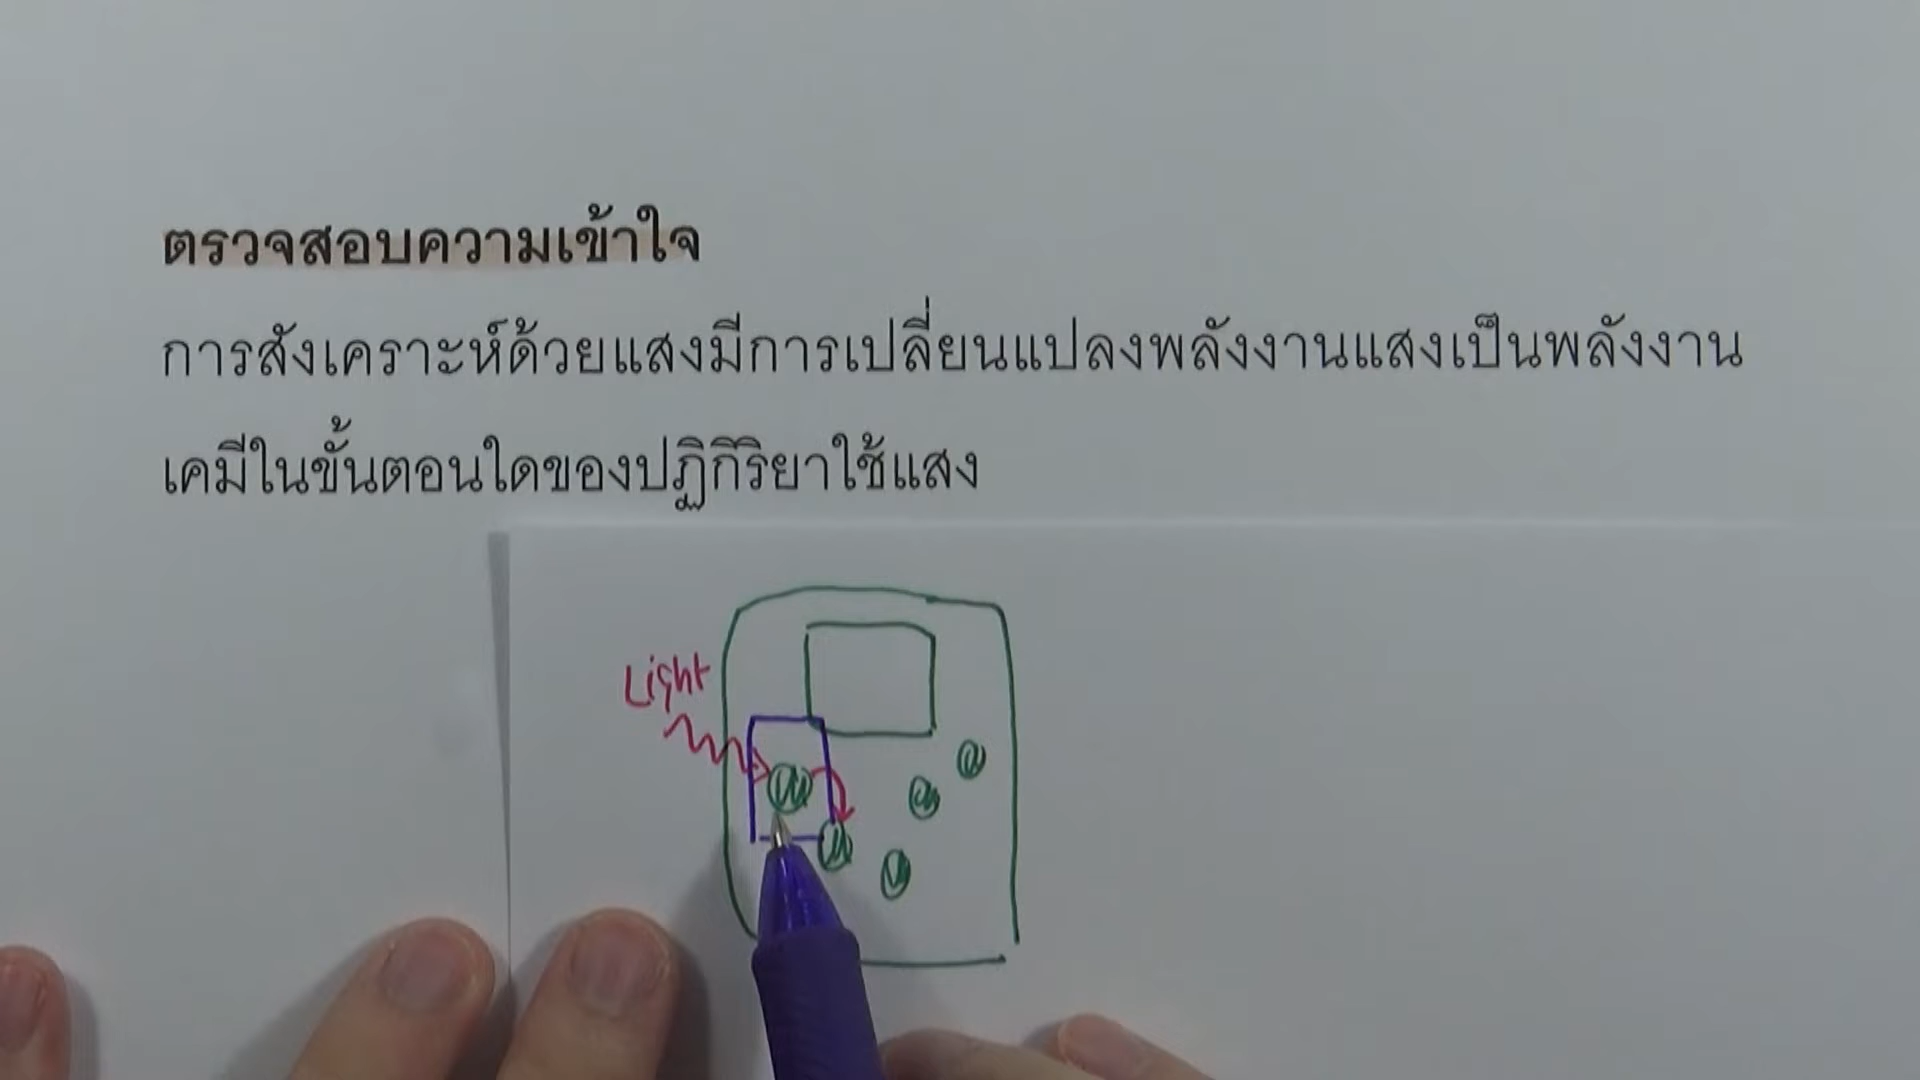 ตรวจสอบความเข้าใจ
การสังเคราะห์ด้วยแสงมีการเปลี่ยนแปลงพลังงานแสงเป็นพลังงาน
เคมีในขั้นตอนใดของปฏิกิริยาใช้แสง
Light